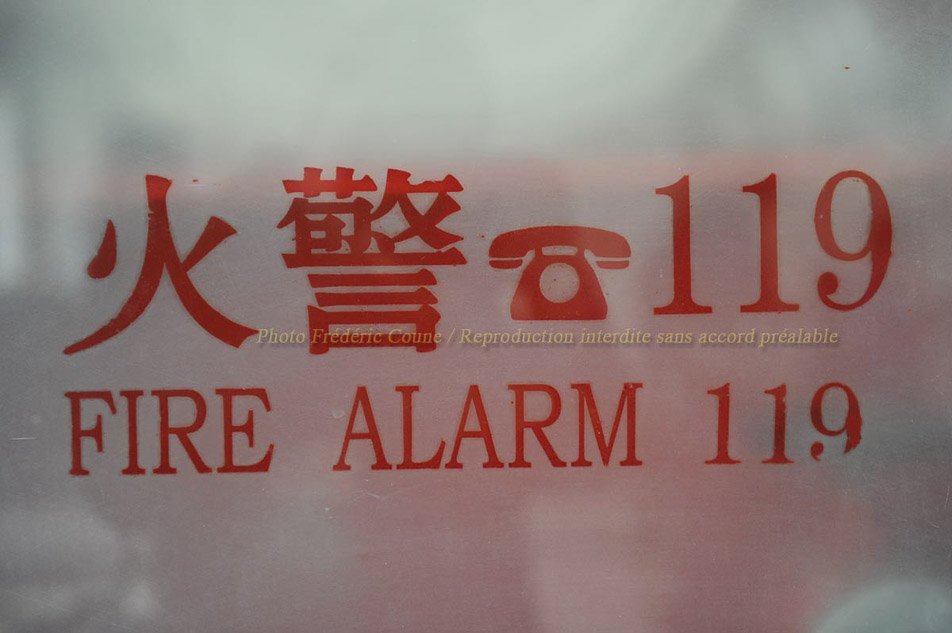 火警☎119
Photo Frédéric Coune / Reproduction interdite sans accord préalable
FIRE ALARM 119